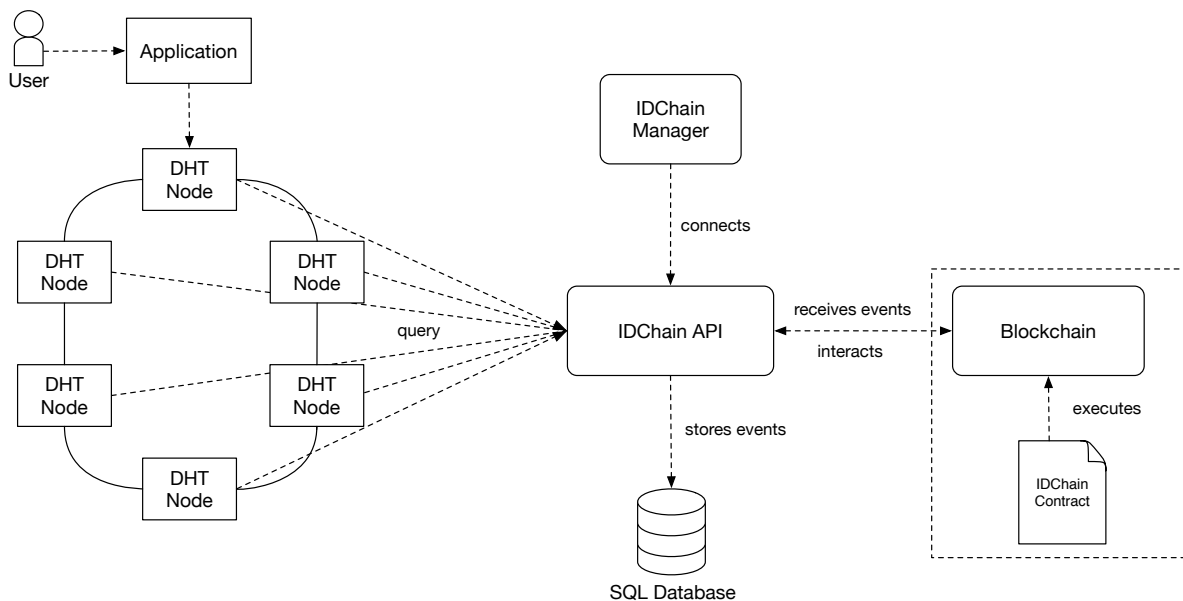 User
Application
IDChain
Manager
DHT
Node
connects
DHT
Node
DHT
Node
query
IDChain API
receives events
interacts
Blockchain
DHT
Node
DHT
Node
stores events
executes
DHT
Node
IDChain
Contract
SQL Database